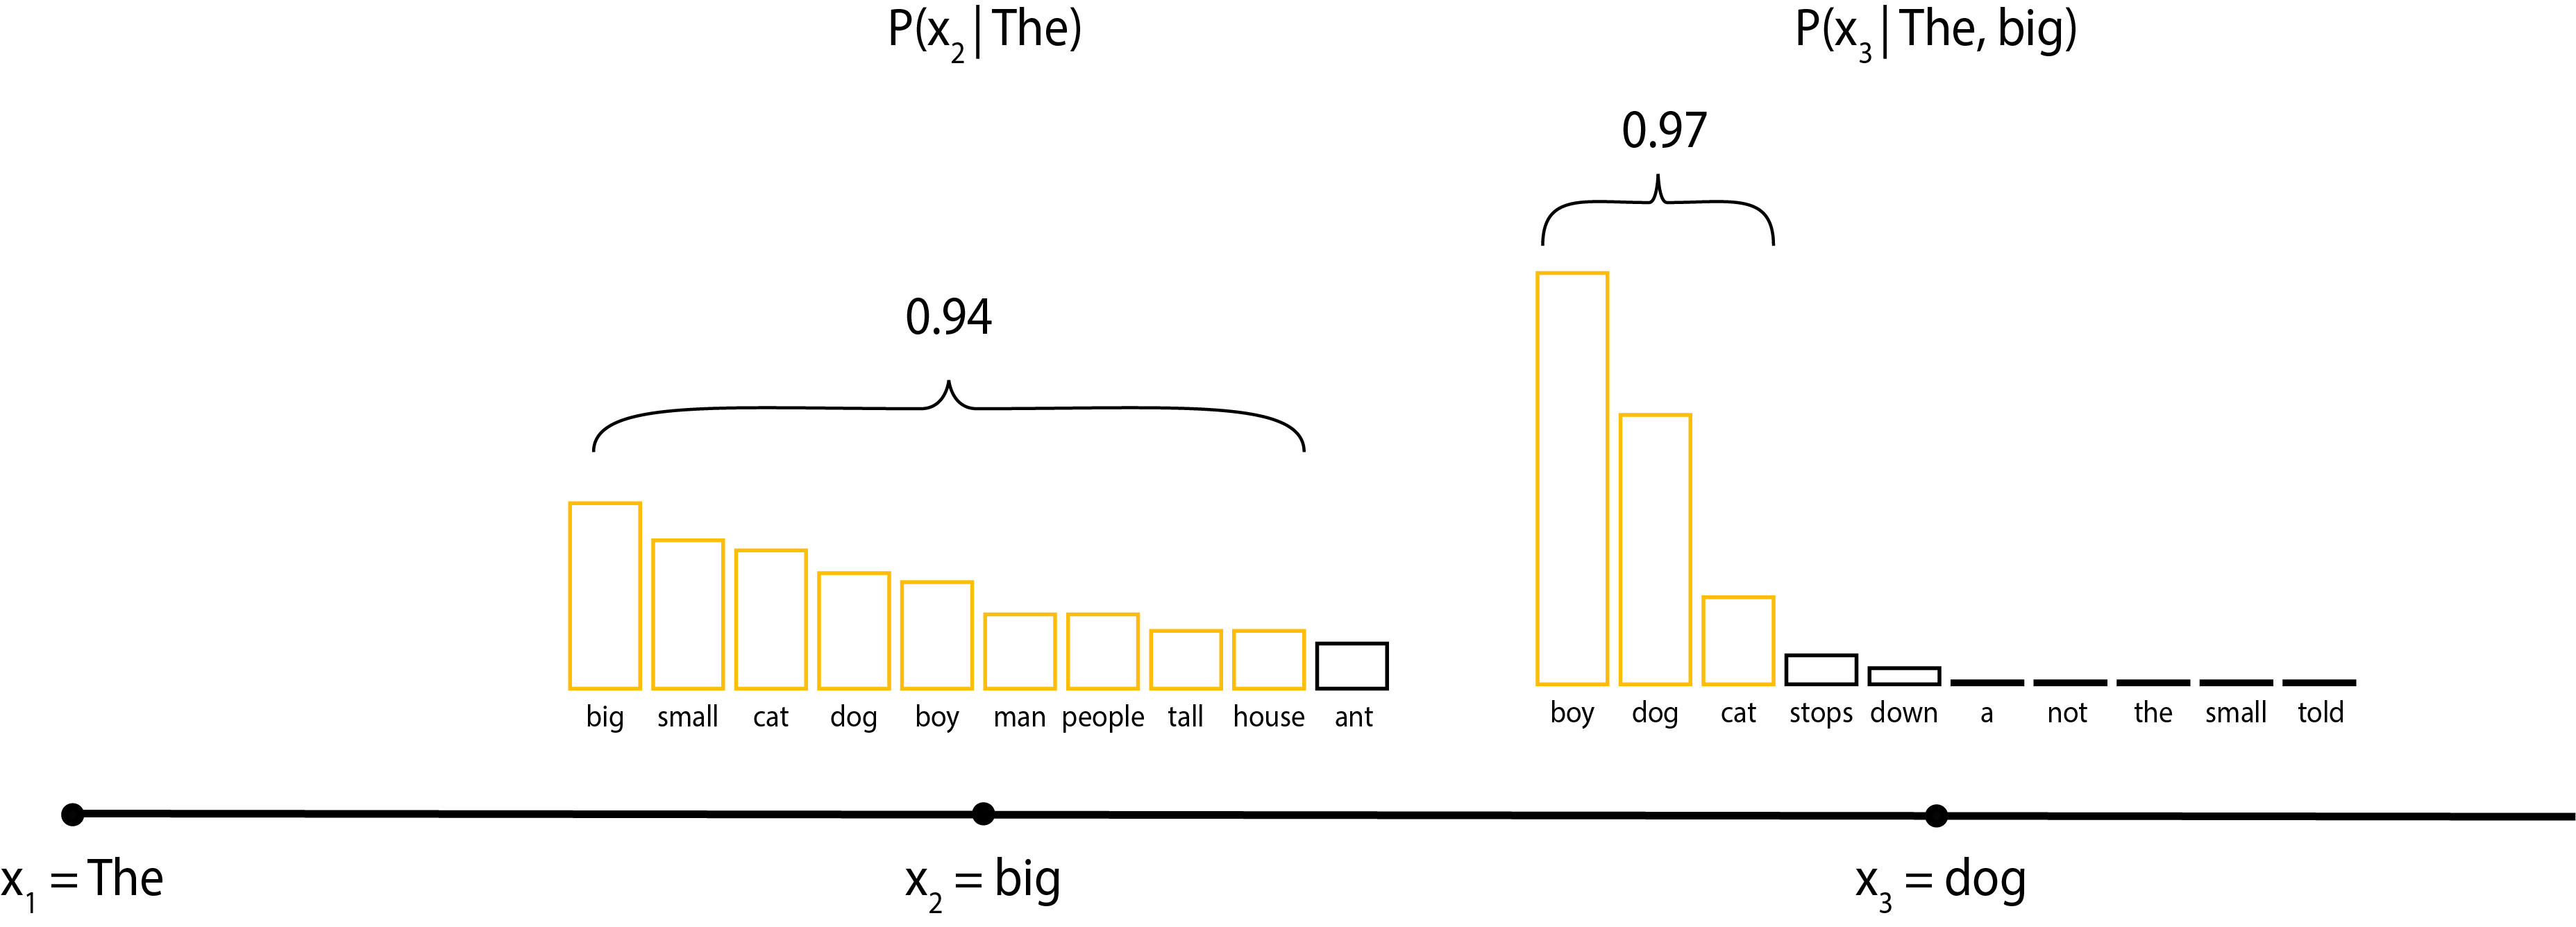 P(x₂ | The)
P(x₃ | The, big)
0.97
0.94
big small cat dog boy man people tall house ant
boy dog cat stops down a not the small told
x₁ = The
x₂ = big
x₃ = dog